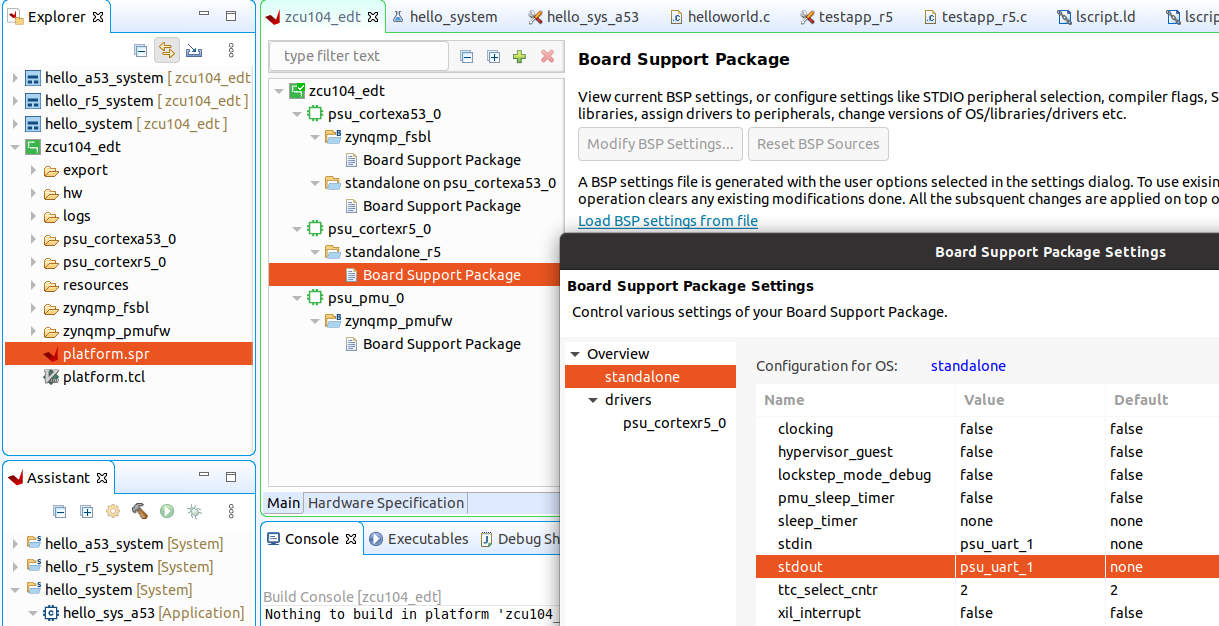 Explorer
hello_a53_system [ zcu104_edt
hello_r5_system [ zcu104_edt ]
hello_system [ zcu104_edt ]
zcu104_edt
export
hw
logs
psu_cortexa53_0
psu_cortexr5_0
resources
zynqmp_fsbl
zynqmp_pmufw
platform.spr
platform.tcl
Assistant
hello_a53_system [System]
hello_r5_system [System]
hello_system [System]
hello_sys_a53 [Application]
zcu104_edt
hello_system
hello_sys_a53
helloworld.c
testapp_r5
testapp_r5.c
lscript.ld
lscrip
type filter text
zcu104_edt
psu_cortexa53_0
zynqmp_fsbl
Board Support Package
standalone on psu_cortexa53_0
Board Support Package
psu_cortexr5_0
standalone_r5
Board Support Package
psu_pmu_0
zynqmp_pmufw
Board Support Package
Main Hardware Specification
Board Support Package
View current BSP settings, or configure settings like STDIO peripheral selection, compiler flags, S
libraries, assign drivers to peripherals, change versions of OS/libraries/drivers etc.
Modify BSP Settings... Reset BSP Sources
A BSP settings file is generated with the user options selected in the settings dialog. To use exisin
operation clears any existing modifications done. All the subsquent changes are applied on top o
Load BSP settings from file
Console Executables Debug Sh
Build Console [zcu104_edt]
Nothing to build in platform 'zcu104_
Board Support Package Settings
Board Support Package Settings
Control various settings of your Board Support Package.
Overview
standalone
drivers
psu_cortexr5_0
Configuration for OS: standalone
Name Value Default
clocking false false
hypervisor_guest false false
lockstep_mode_debug false false
pmu_sleep_timer false false
sleep_timer none none
stdin psu_uart_1 none
stdout psu_uart_1 none
ttc_select_cntr 2 2
xil_interrupt false false